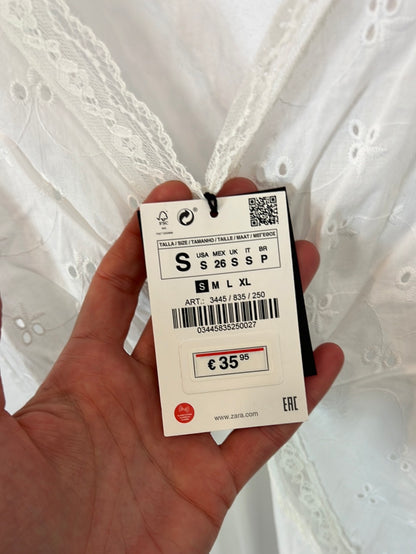 FSC
TALLA / SIZE / TAMANHO / TAILLE / MAAT / ΜΕΓΕΘΟΣ
S
USA MEX UK IT BR
S 26 S S P
S M L XL
ART.: 3445 / 835 / 250
03445835250027
€ 35 95
www.zara.com
EAC